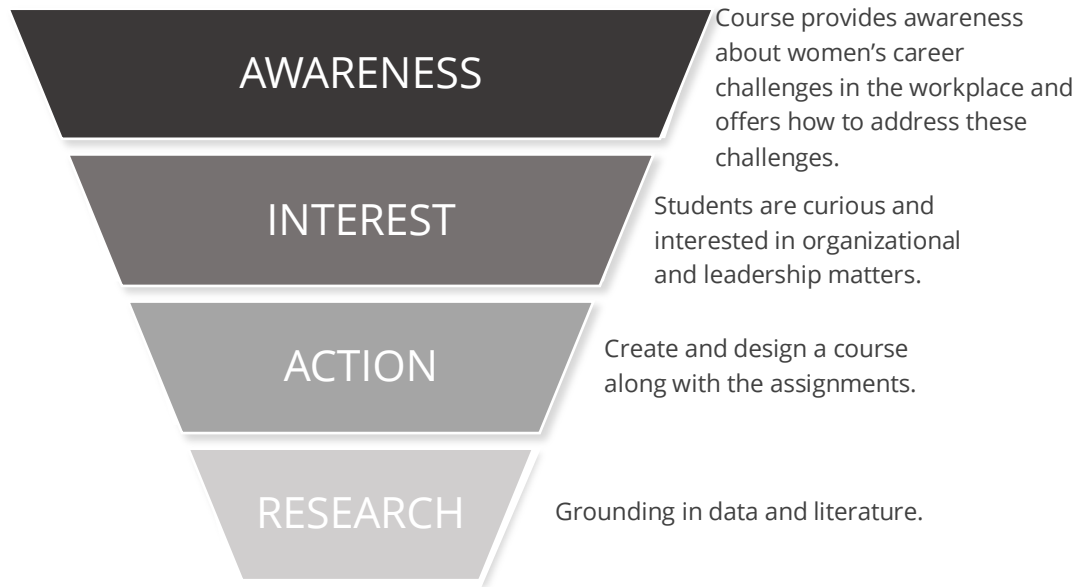 AWARENESS
Course provides awareness
about women’s career
challenges in the workplace and
offers how to address these
challenges.
INTEREST
Students are curious and
interested in organizational
and leadership matters.
ACTION
Create and design a course
along with the assignments.
RESEARCH
Grounding in data and literature.